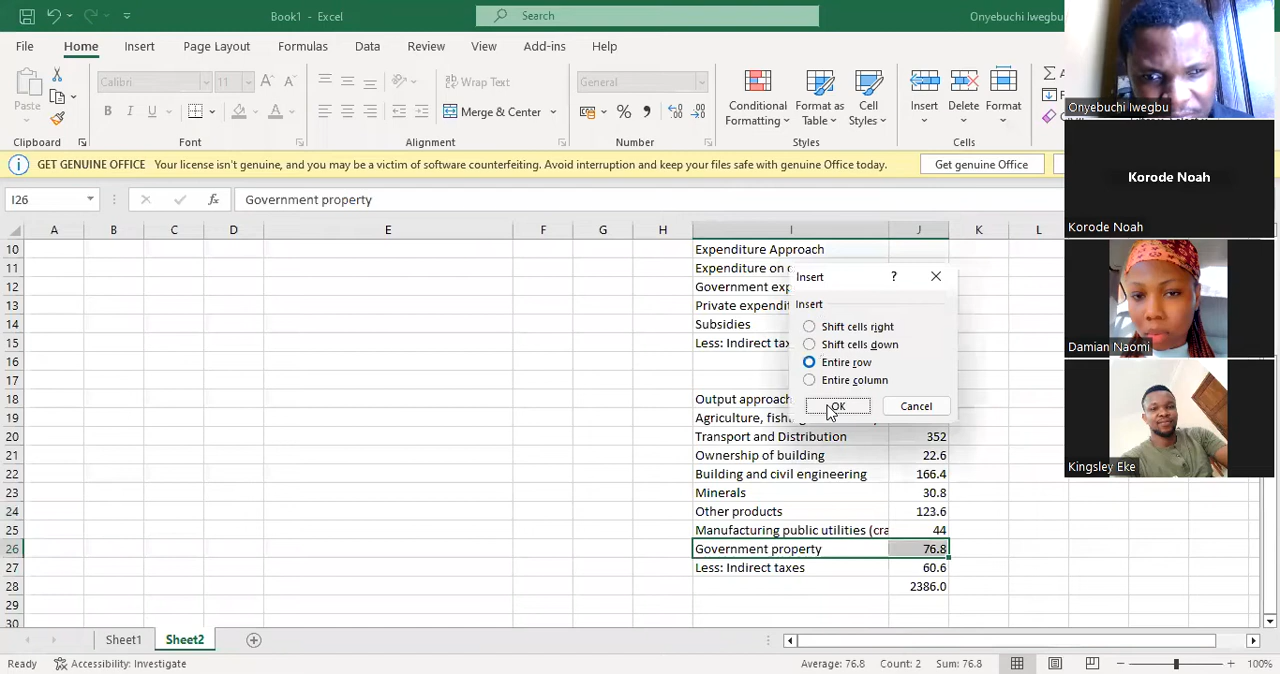 Book1 - Excel
Search
Onyebuchi Iwegbu
File Home Insert Page Layout Formulas Data Review View Add-ins Help
Paste
Calibri 11
Wrap Text
General
Merge & Center
Conditional Formatting
Format as Table
Cell Styles
Insert Delete Format
Clipboard Font Alignment Number Styles Cells
GET GENUINE OFFICE Your license isn't genuine, and you may be a victim of software counterfeiting. Avoid interruption and keep your files safe with genuine Office today. Get genuine Office
I26 fx Government property
A B C D E F G H I J K L
10 Expenditure Approach
11 Expenditure on
12 Government exp
13 Private expendit
14 Subsidies
15 Less: Indirect tax
16
17
18 Output approach
19 Agriculture,
20 Transport and Distribution 352
21 Ownership of building 22.6
22 Building and civil engineering 166.4
23 Minerals 30.8
24 Other products 123.6
25 Manufacturing public utilities (cra 44
26 Government property 76.8
27 Less: Indirect taxes 60.6
28 2386.0
29
30
Insert ?
Insert
Shift cells right
Shift cells down
Entire row
Entire column
OK Cancel
Sheet1 Sheet2
Ready Accessibility: Investigate Average: 76.8 Count: 2 Sum: 76.8 100%
Onyebuchi Iwegbu
Korode Noah
Korode Noah
Damian Naomi
Kingsley Eke